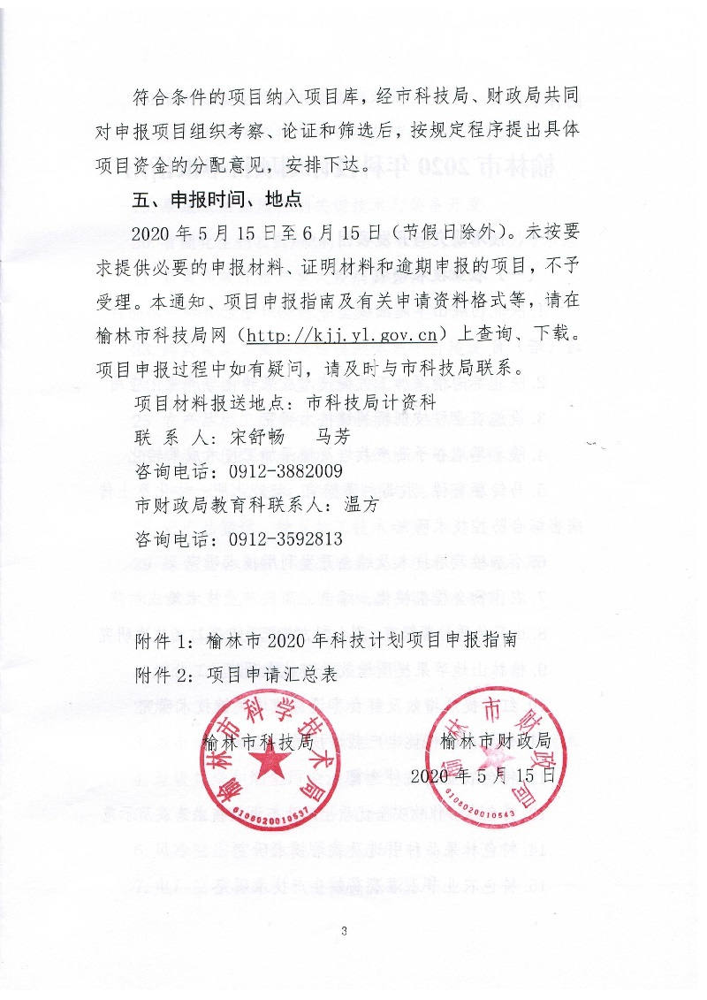 符合条件的项目纳入项目库，经市科技局、财政局共同
对申报项目组织考察、论证和筛选后，按规定程序提出具体
项目资金的分配意见，安排下达。
五、申报时间、地点
2020 年 5 月 15 日至 6 月 15 日（节假日除外）。未按要
求提供必要的申报材料、证明材料和逾期申报的项目，不予
受理。本通知、项目申报指南及有关申请资料格式等，请在
榆林市科技局网（http://kjj.yl.gov.cn）上查询、下载。
项目申报过程中如有疑问，请及时与市科技局联系。
项目材料报送地点：市科技局计资科
联 系 人：宋舒畅 马芳
咨询电话：0912-3882009
市财政局教育科联系人：温方
咨询电话：0912-3592813
附件 1：榆林市 2020 年科技计划项目申报指南
附件 2：项目申请汇总表
榆林市科学技术局
榆林市科技局
6108020010537
榆林市财政局
榆林市财政局
2020 年 5 月 15 日
6108020010543
3